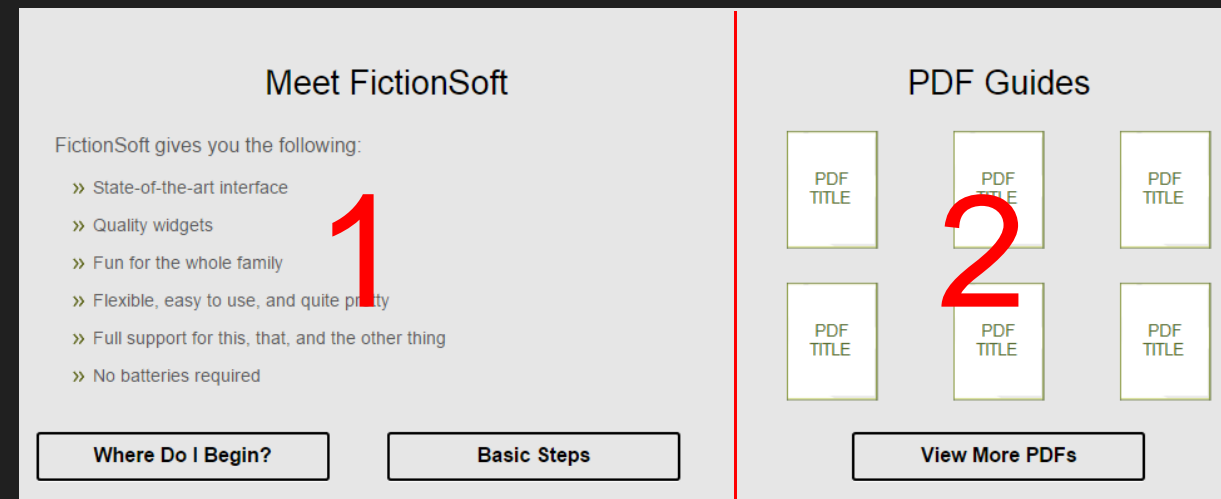 Meet FictionSoft
FictionSoft gives you the following:
» State-of-the-art interface
» Quality widgets
» Fun for the whole family
» Flexible, easy to use, and quite pretty
» Full support for this, that, and the other thing
» No batteries required
Where Do I Begin?
Basic Steps
1
PDF Guides
PDF
TITLE
PDF
TITLE
PDF
TITLE
PDF
TITLE
PDF
TITLE
PDF
TITLE
View More PDFs
2